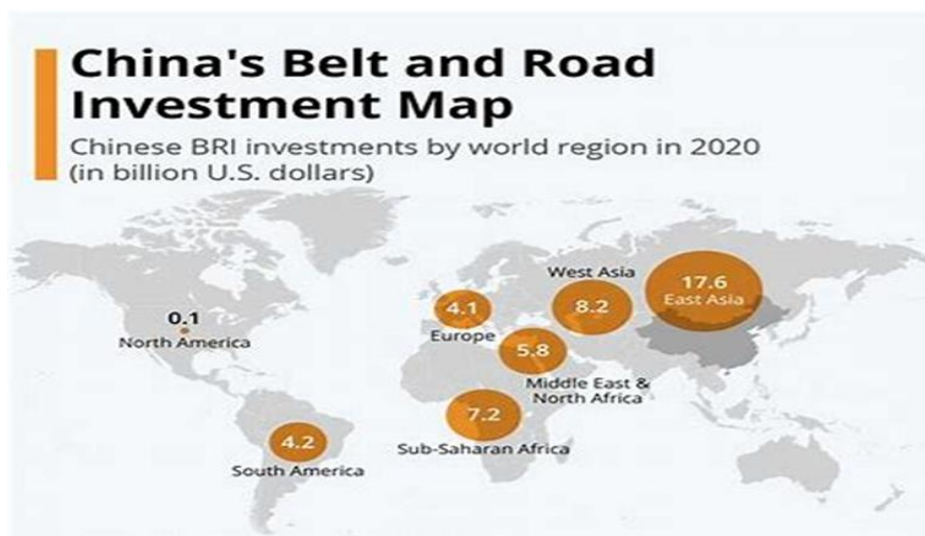 China's Belt and Road
Investment Map
Chinese BRI investments by world region in 2020
(in billion U.S. dollars)
West Asia
17.6
East Asia
8.2
4.1
Europe
0.1
North America
5.8
Middle East &
North Africa
7.2
Sub-Saharan Africa
4.2
South America